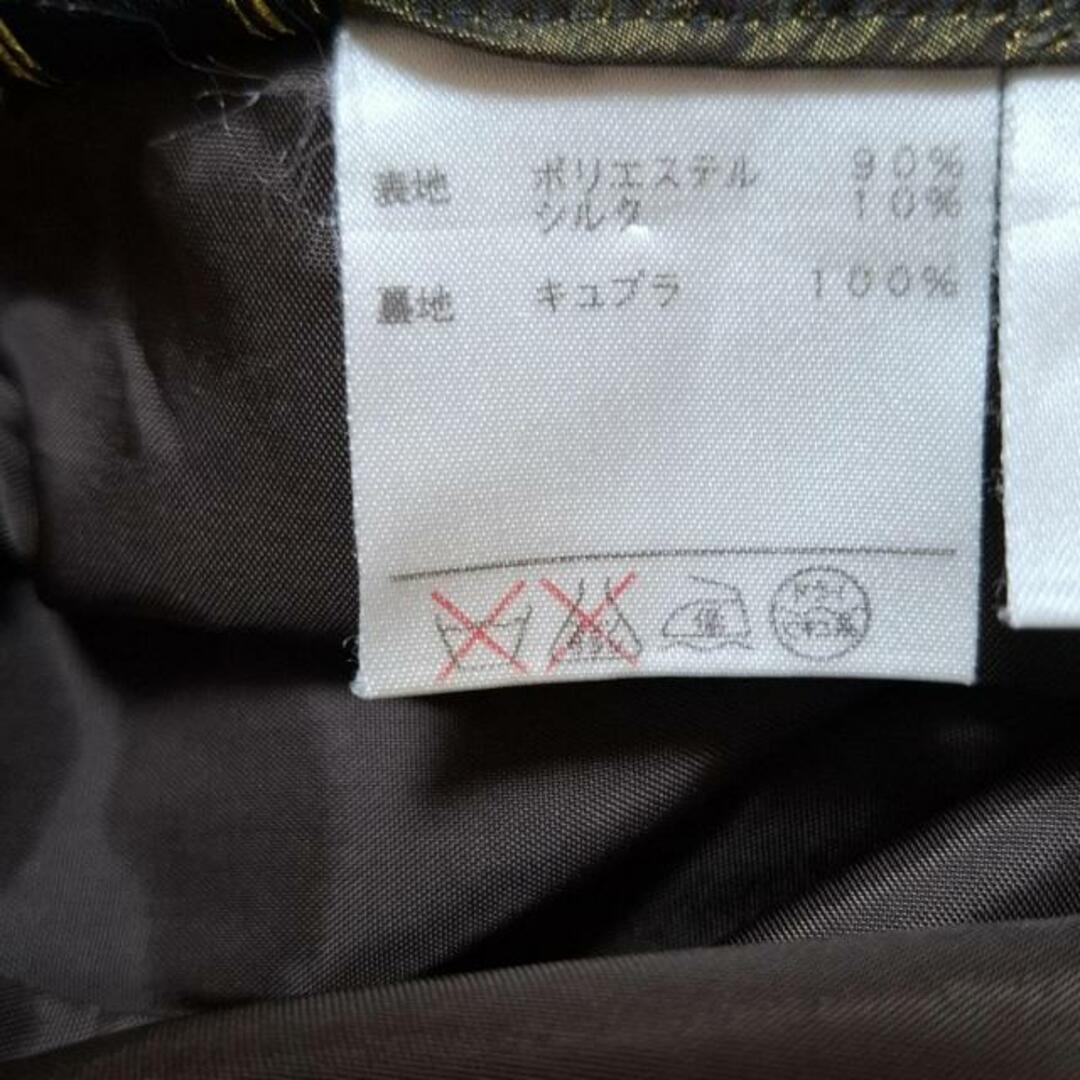 表地 ポリエステル 90%
シルク 10%
裏地 キュプラ 100%
低